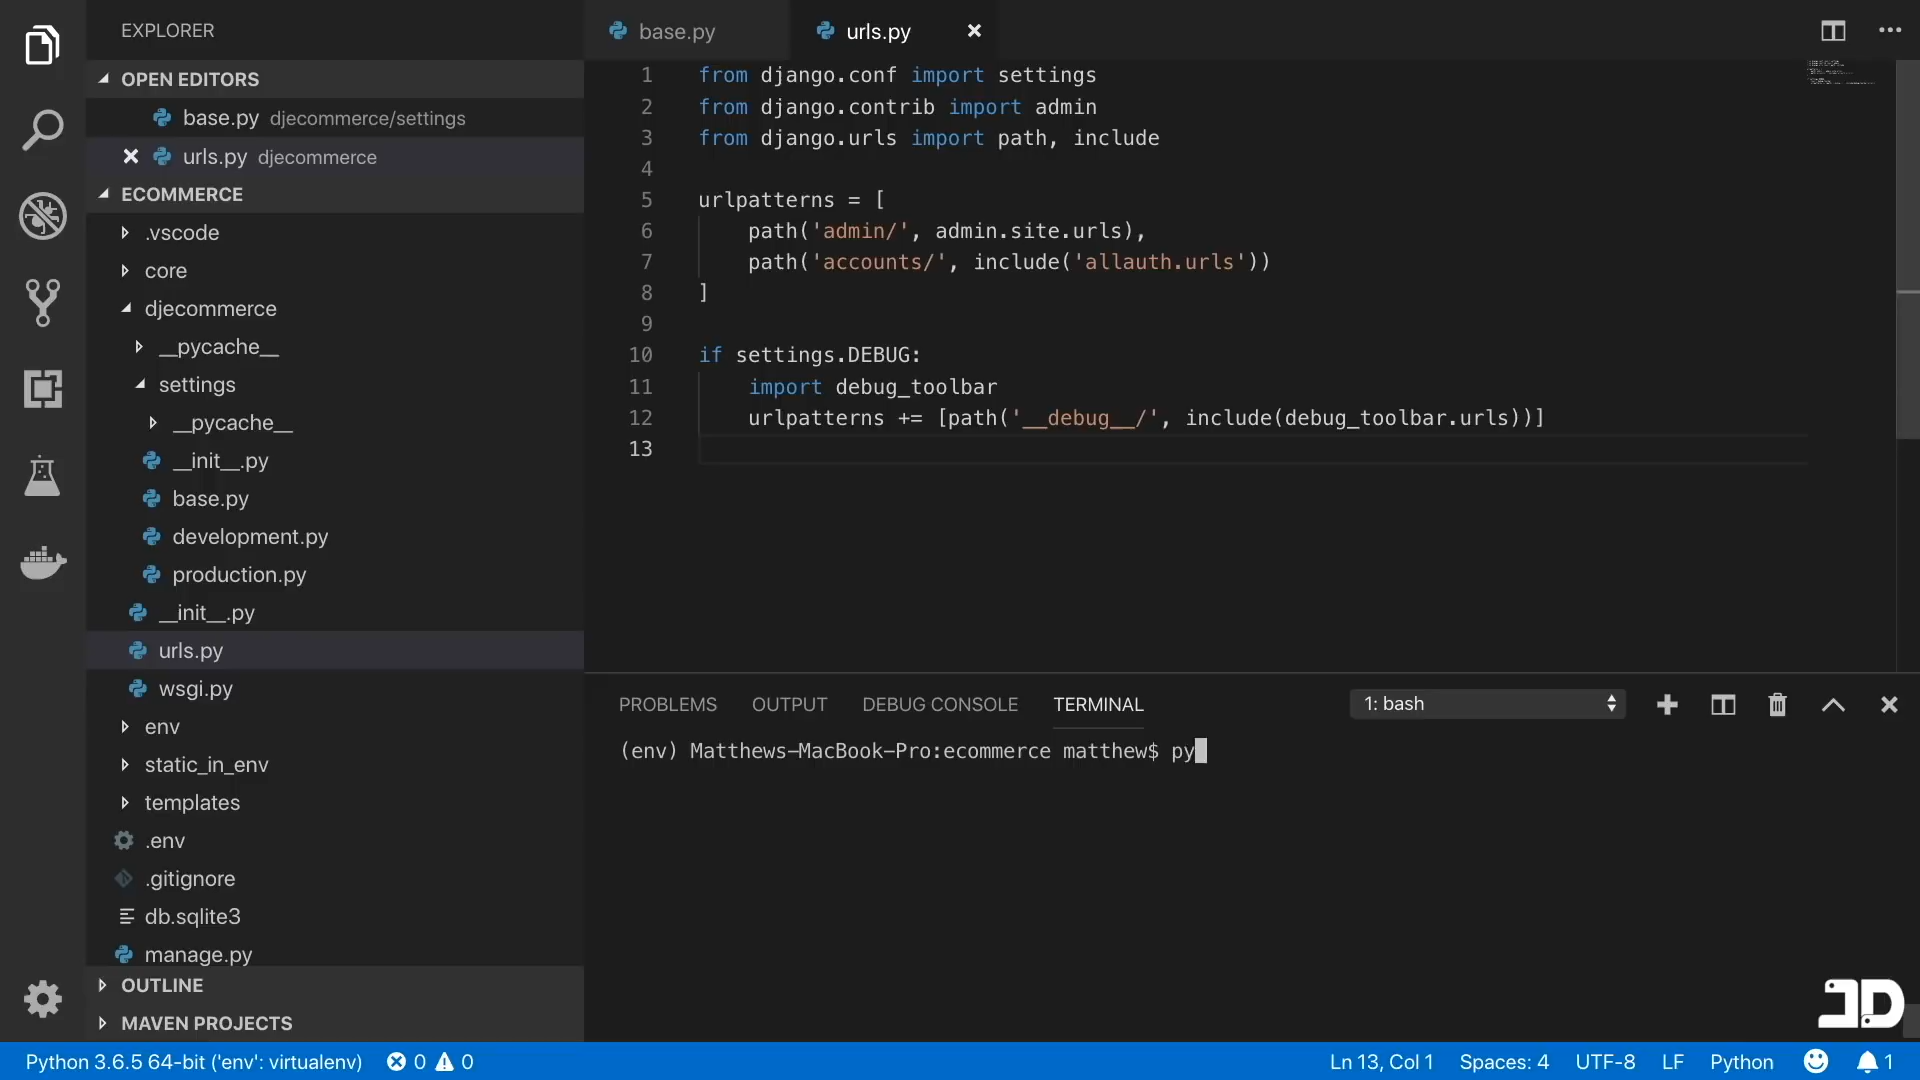 EXPLORER
OPEN EDITORS
base.py djecommerce/settings
urls.py djecommerce
ECOMMERCE
.vscode
core
djecommerce
__pycache__
settings
__pycache__
__init__.py
base.py
development.py
production.py
__init__.py
urls.py
wsgi.py
env
static_in_env
templates
.env
.gitignore
db.sqlite3
manage.py
OUTLINE
MAVEN PROJECTS
base.py
urls.py
1 from django.conf import settings
2 from django.contrib import admin
3 from django.urls import path, include
4
5 urlpatterns = [
6     path('admin/', admin.site.urls),
7     path('accounts/', include('allauth.urls'))
8 ]
9
10 if settings.DEBUG:
11     import debug_toolbar
12     urlpatterns += [path('__debug__/', include(debug_toolbar.urls))]
13
PROBLEMS OUTPUT DEBUG CONSOLE TERMINAL 1: bash
(env) Matthews-MacBook-Pro:ecommerce matthew$ py
JD
Python 3.6.5 64-bit ('env': virtualenv) 0 0 Ln 13, Col 1 Spaces: 4 UTF-8 LF Python 1